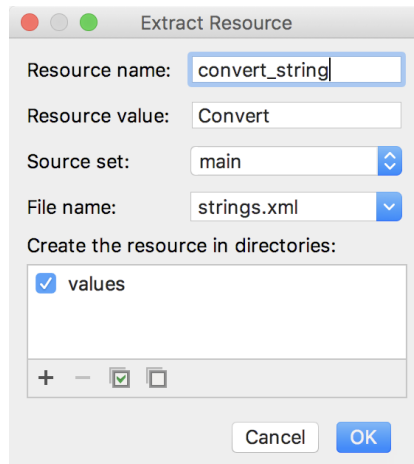 Extract Resource
Resource name: convert_string
Resource value: Convert
Source set: main
File name: strings.xml
Create the resource in directories:
values
Cancel OK